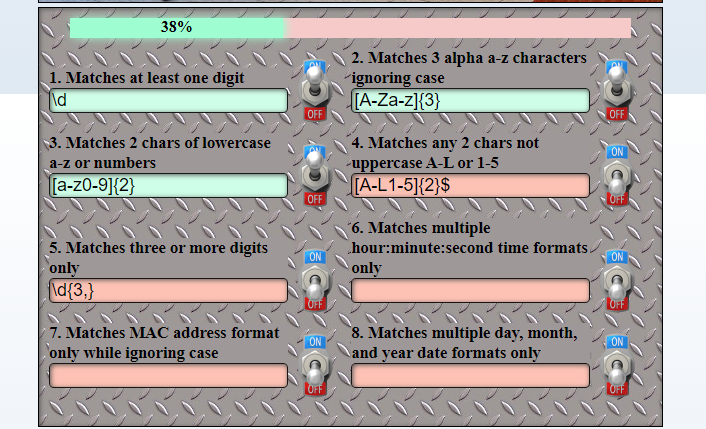 38%
1. Matches at least one digit
ON
\d
OFF
2. Matches 3 alpha a-z characters
ignoring case
ON
[A-Za-z]{3}
OFF
3. Matches 2 chars of lowercase
a-z or numbers
ON
[a-z0-9]{2}
OFF
4. Matches any 2 chars not
uppercase A-L or 1-5
ON
[A-L1-5]{2}$
OFF
5. Matches three or more digits
only
ON
\d{3,}
OFF
6. Matches multiple
hour:minute:second time formats
only
ON
OFF
7. Matches MAC address format
only while ignoring case
ON
OFF
8. Matches multiple day, month,
and year date formats only
ON
OFF